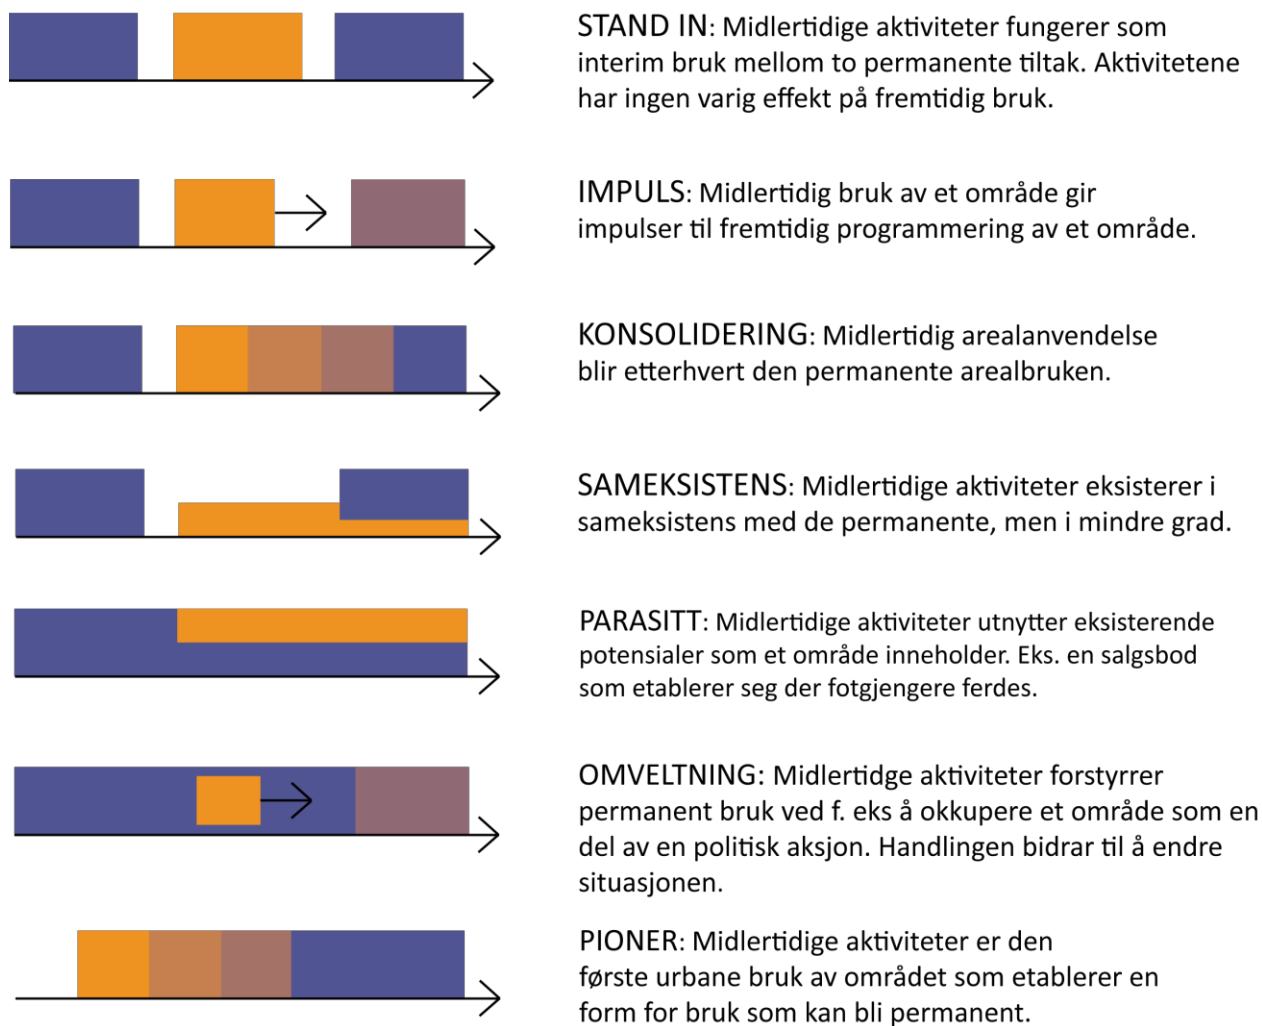 STAND IN: Midlertidige aktiviteter fungerer som
interim bruk mellom to permanente tiltak. Aktivitetene
har ingen varig effekt på fremtidig bruk.
IMPULS: Midlertidig bruk av et område gir
impulser til fremtidig programmering av et område.
KONSOLIDERING: Midlertidig arealanvendelse
blir etterhvert den permanente arealbruken.
SAMEKSISTENS: Midlertidige aktiviteter eksisterer i
sameksistens med de permanente, men i mindre grad.
PARASITT: Midlertidige aktiviteter utnytter eksisterende
potensialer som et område inneholder. Eks. en salgsbod
som etablerer seg der fotgjengere ferdes.
OMVELTNING: Midlertidge aktiviteter forstyrrer
permanent bruk ved f. eks å okkupere et område som en
del av en politisk aksjon. Handlingen bidrar til å endre
situasjonen.
PIONER: Midlertidige aktiviteter er den
første urbane bruk av området som etablerer en
form for bruk som kan bli permanent.